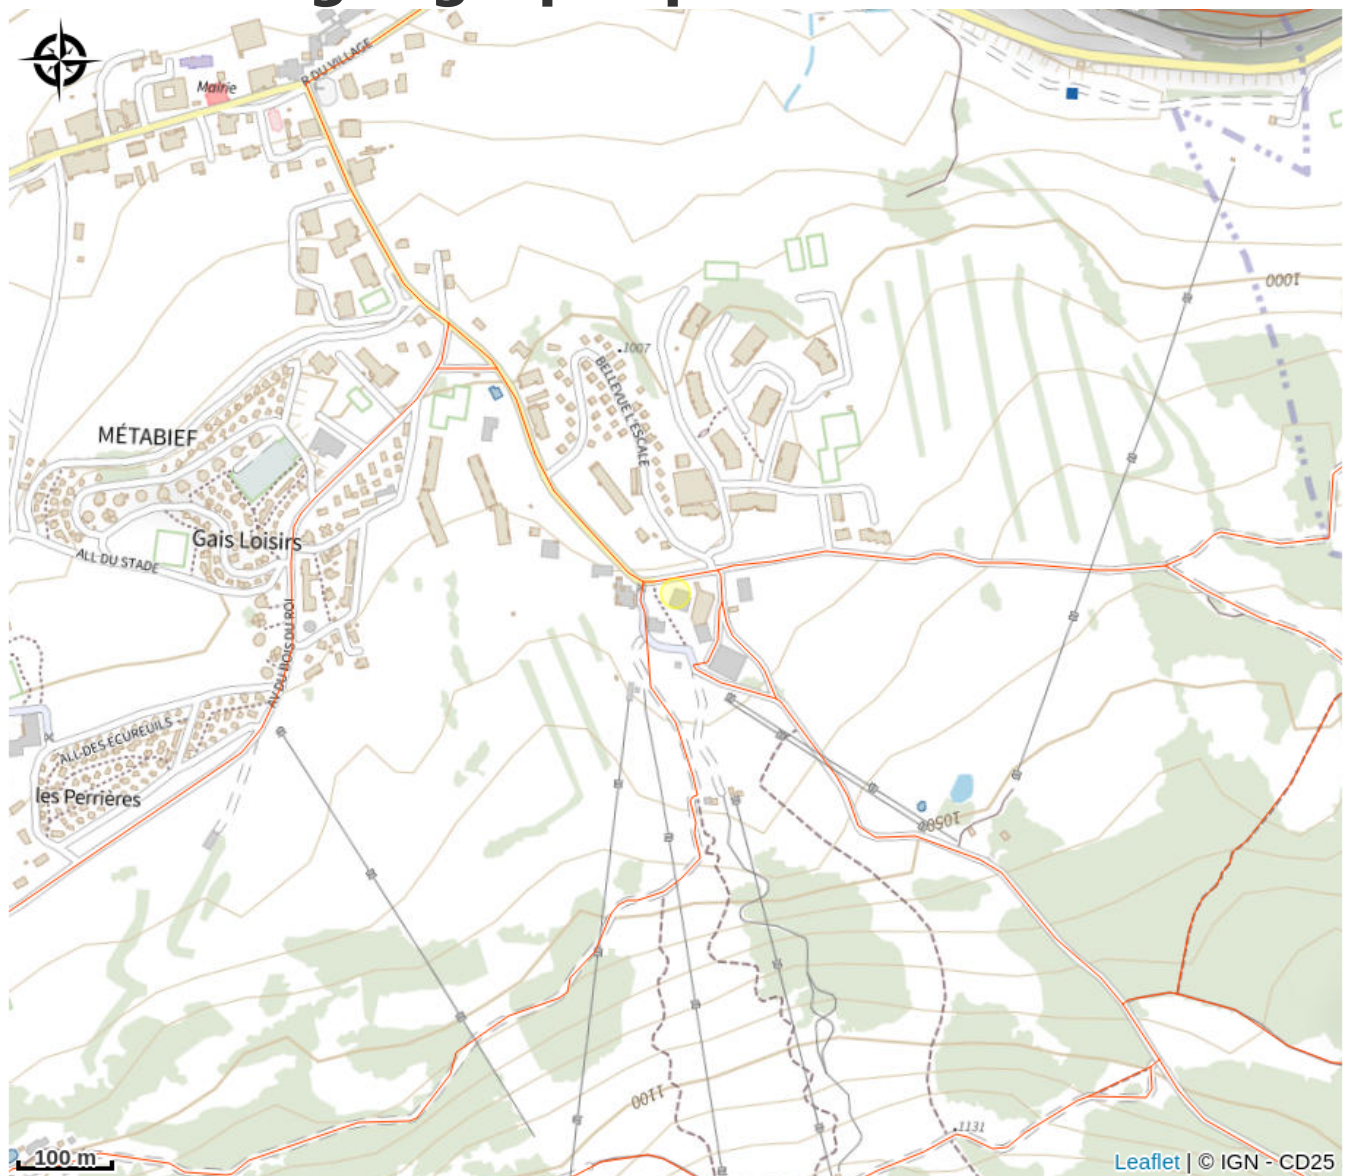 R DU VILLAGE
Mairie
1000
1007
BELLEVUE L'ESCALE
MÉTABIEF
Gais Loisirs
ALL DU STADE
AV DU BOIS DU ROI
ALL DES ECUREUILS
les Perrières
1050
1100
1131
100 m
Leaflet | © IGN - CD25